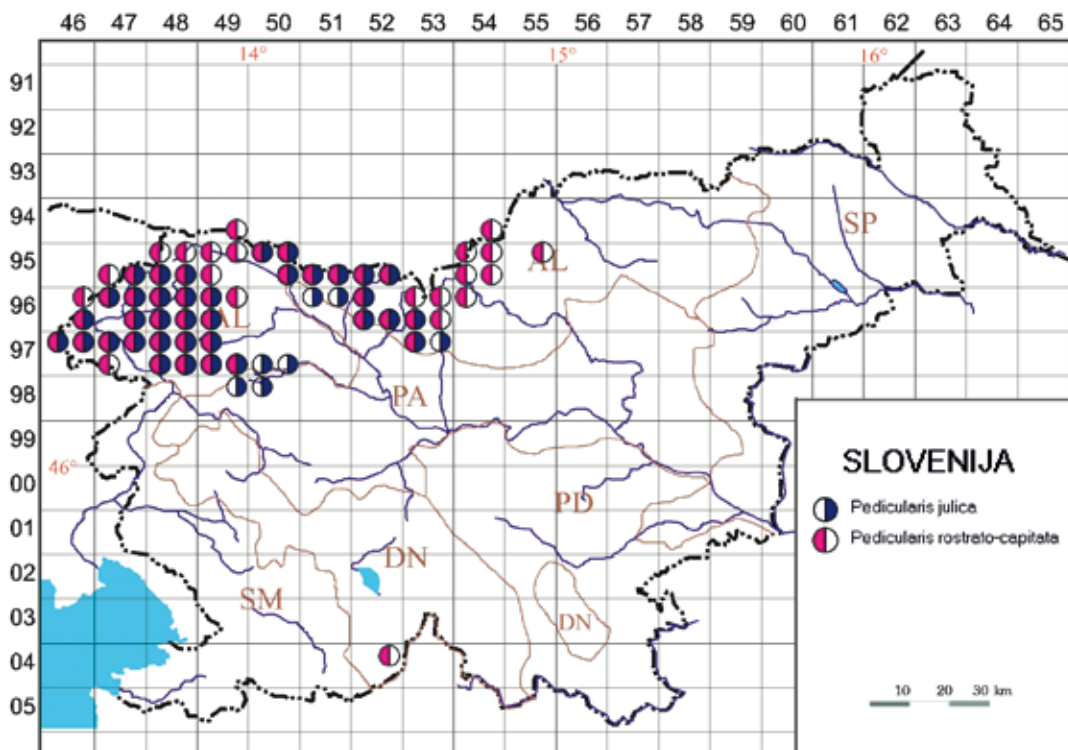 46 47 48 49 50 51 52 53 54 55 57 58 59 60 61 62 64 65
14° 15° 16°
91
92
93
94
SP
95
AL
96
AL
97
PA
98
99
46°
SLOVENIJA
00
Pedicularis julica
PD
01
Pedicularis rostrato-capitata
DN
02
SM
03
DN
04
10 20 30 km
05